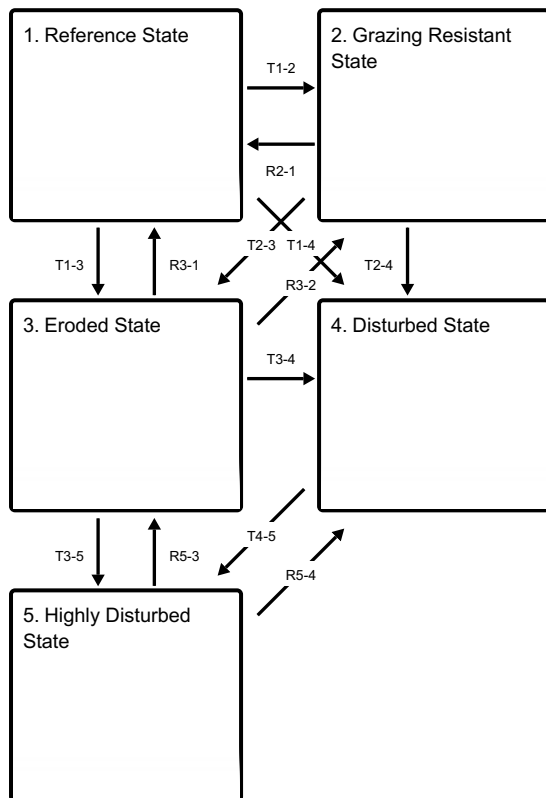 1. Reference State
2. Grazing Resistant
State
T1-2
R2-1
T1-3
R3-1
T2-3
T1-4
R3-2
T2-4
3. Eroded State
4. Disturbed State
T3-4
T3-5
R5-3
T4-5
R5-4
5. Highly Disturbed
State